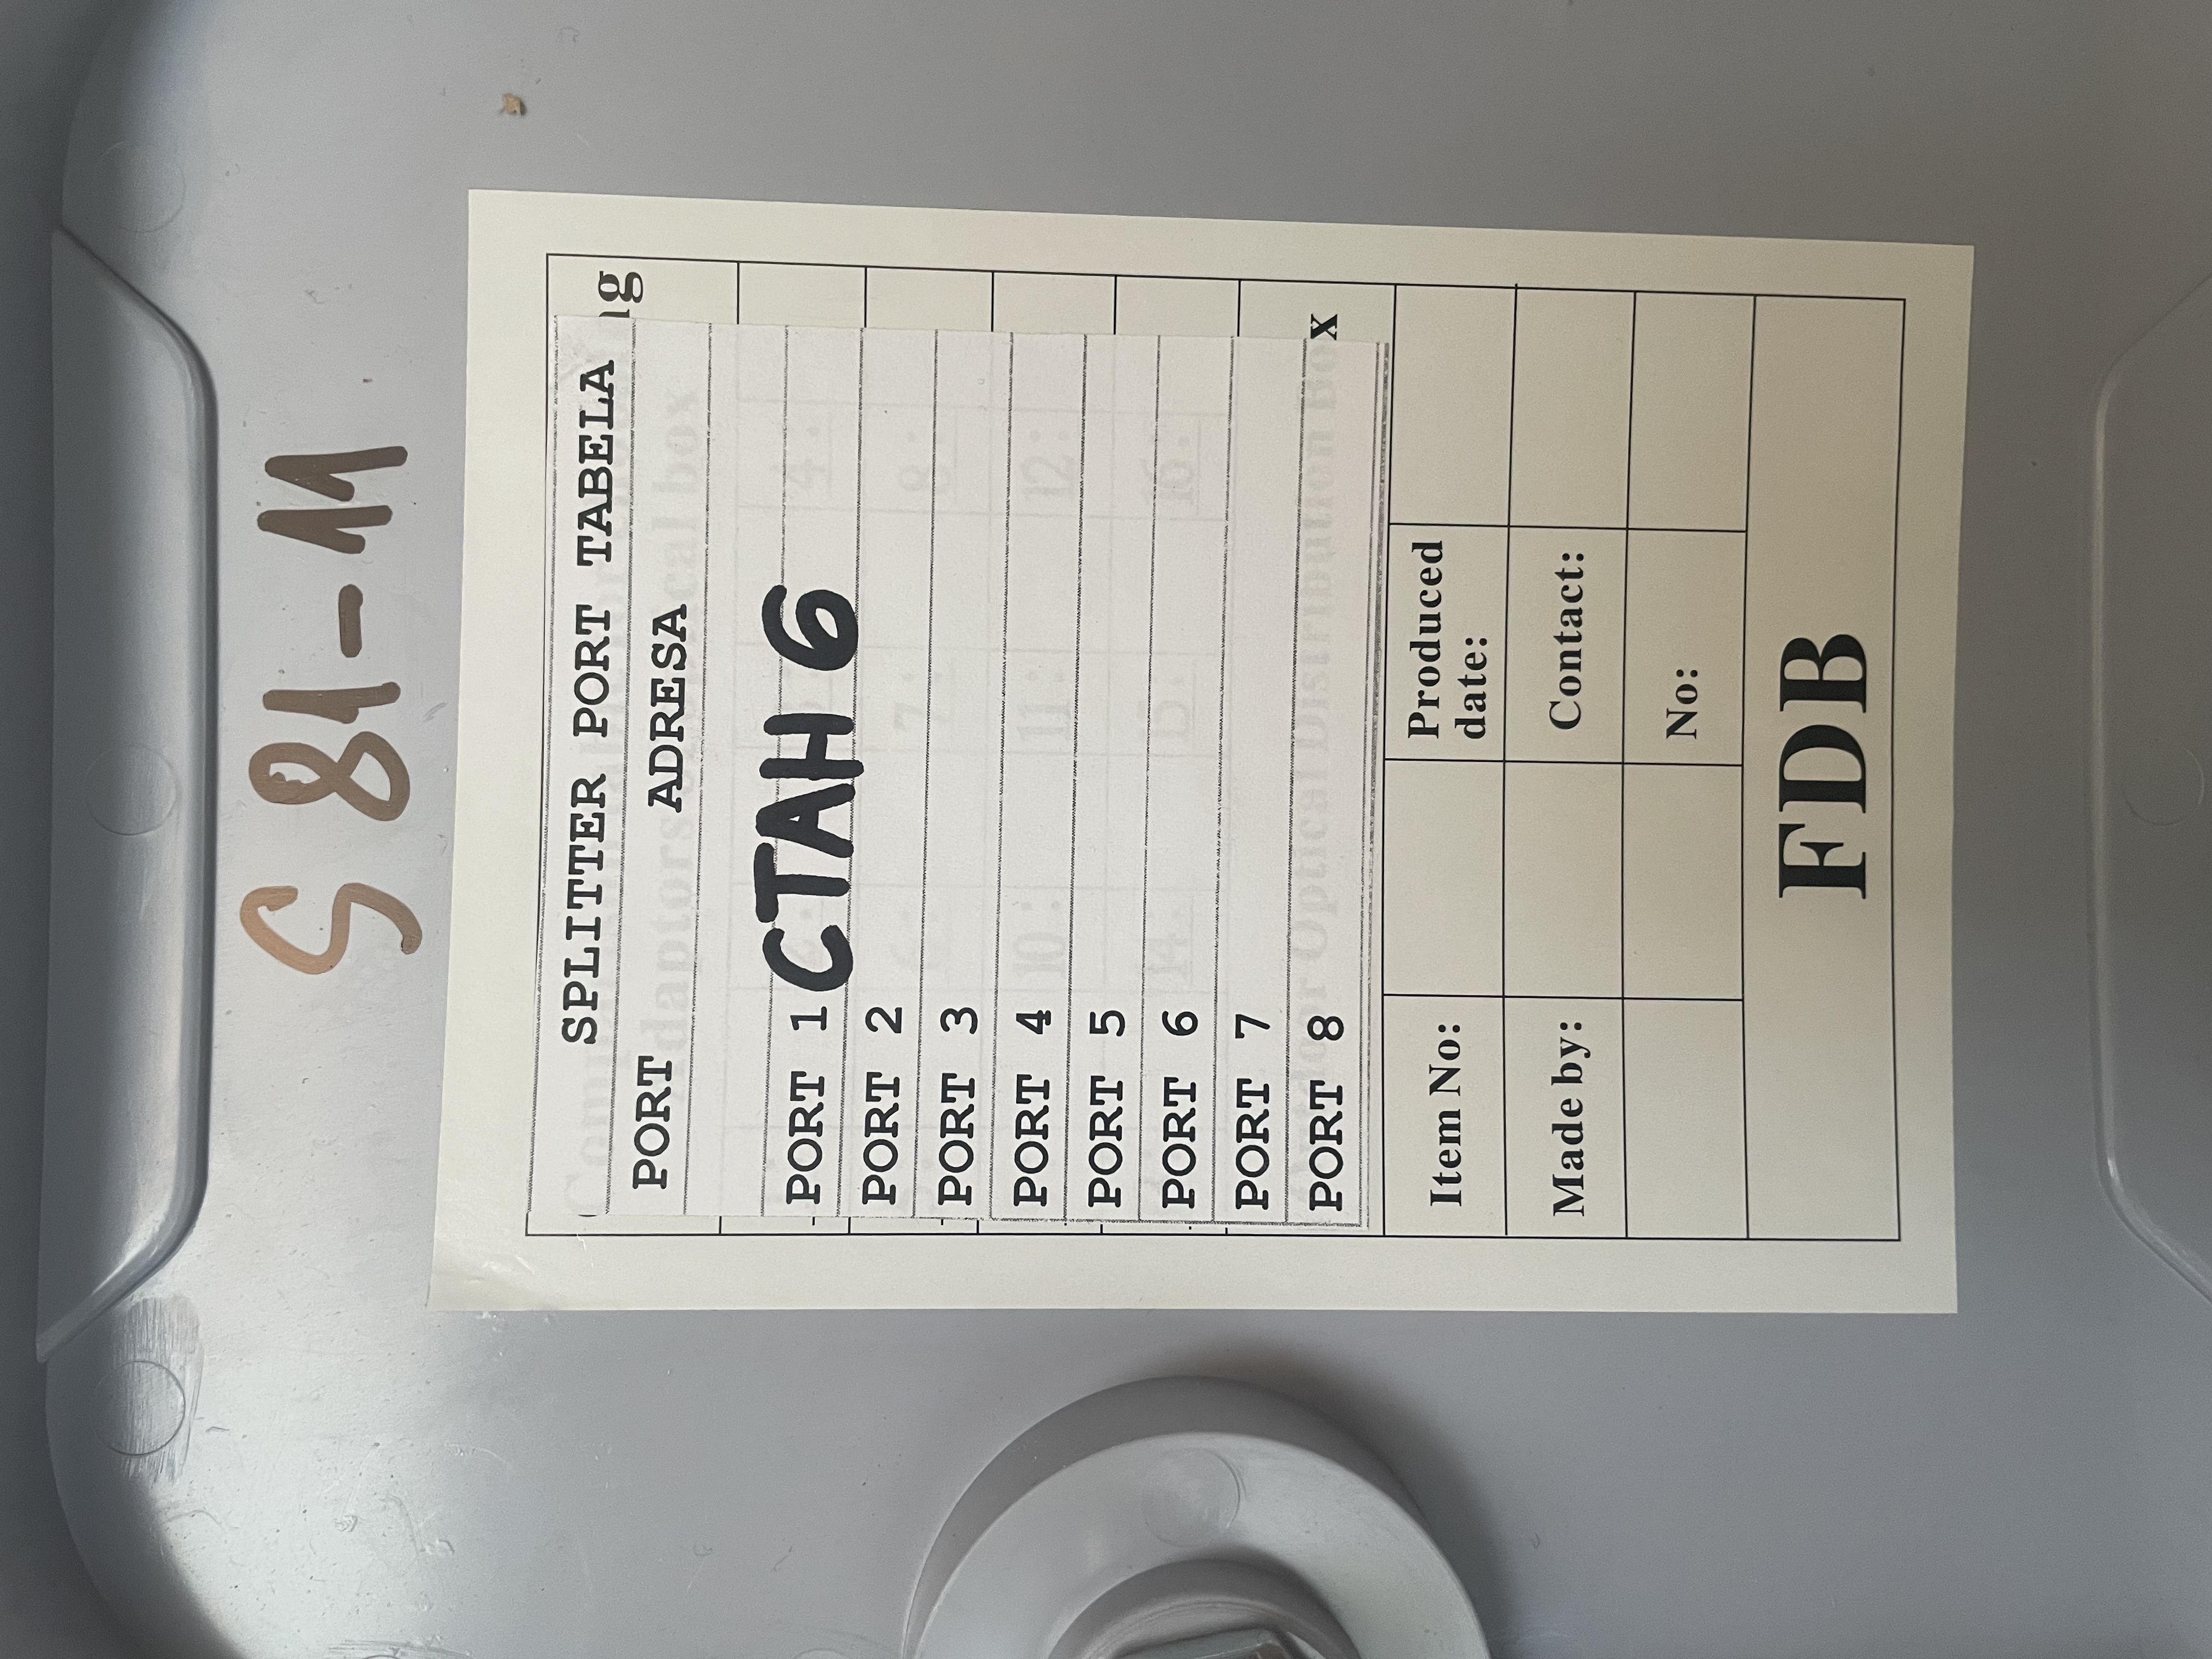 S 81-11
SPLITTER PORT TABELA
PORT ADRESA
PORT 1 СТАН 6
PORT 2
PORT 3
PORT 4
PORT 5
PORT 6
PORT 7
PORT 8
Item No: Produced date:
Made by: Contact:
No:
FDB